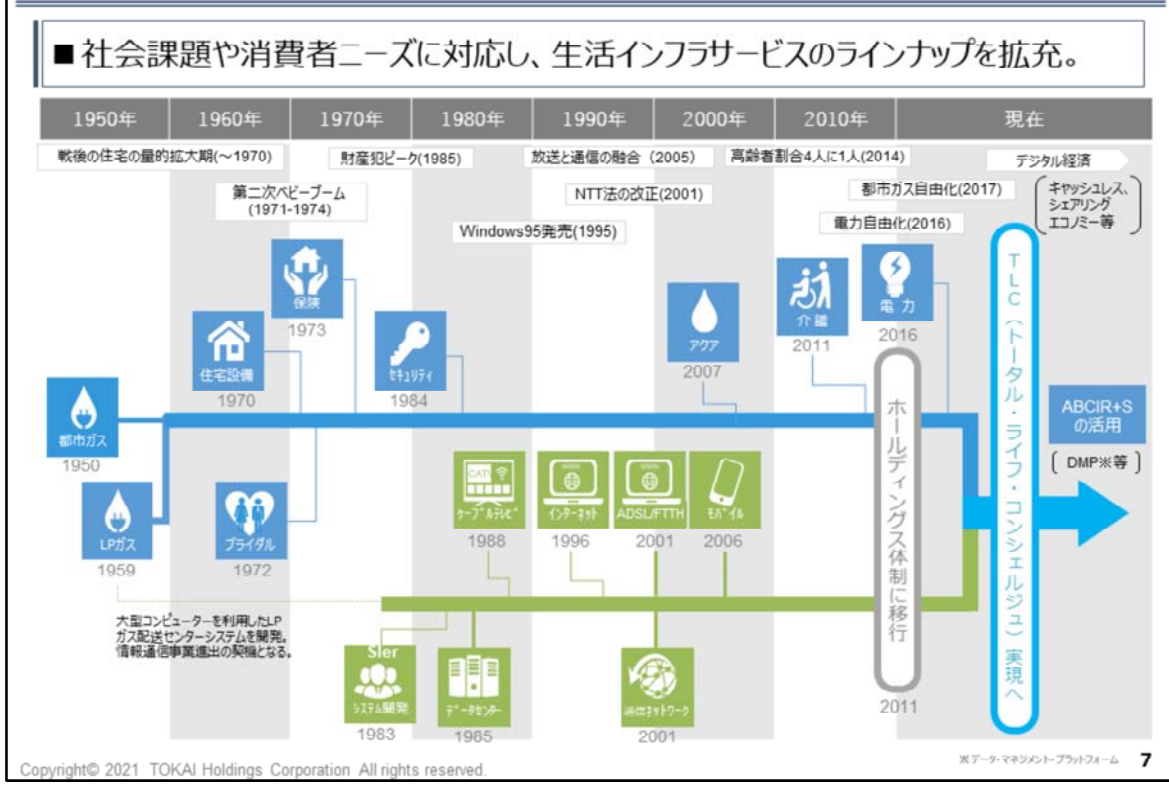 ■社会課題や消費者ニーズに対応し、生活インフラサービスのラインナップを拡充。
1950年
1960年
1970年
1980年
1990年
2000年
2010年
現在
戦後の住宅の量的拡大期(～1970)
財産犯ピーク(1985)
放送と通信の融合（2005）
高齢者割合4人に1人(2014)
デジタル経済
第二次ベビーブーム
(1971-1974)
NTT法の改正(2001)
都市ガス自由化(2017)
キャッシュレス、
シェアリング
エコノミー等
Windows95発売(1995)
電力自由化(2016)
保険
1973
住宅設備
1970
セキュリティ
1984
アクア
2007
介護
2011
電力
2016
都市ガス
1950
LPガス
1959
ブライダル
1972
CATV
ケーブルテレビ
1988
インターネット
1996
ADSL/FTTH
2001
モバイル
2006
ホールディングス体制に移行
2011
TLC（トータル・ライフ・コンシェルジュ）実現へ
ABCIR+S
の活用
[ DMP※等 ]
大型コンピューターを利用したLP
ガス配送センターシステムを開発。
情報通信事業進出の契機となる。
SIer
システム開発
1983
データセンター
1985
通信ネットワーク
2001
Copyright© 2021 TOKAI Holdings Corporation All rights reserved.
※データ・マネジメント・プラットフォーム
7